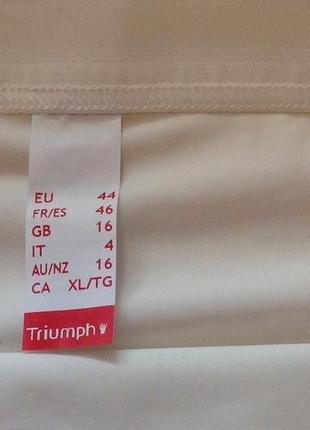 EU 44
FR/ES 46
GB 16
IT 4
AU/NZ 16
CA XL/TG
Triumph